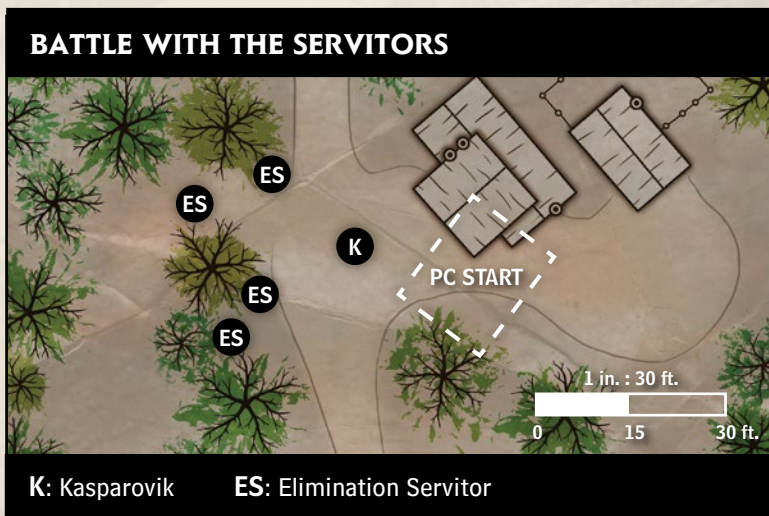 BATTLE WITH THE SERVITORS
ES
ES
K
PC START
ES
ES
1 in. : 30 ft.
0 15 30 ft.
K: Kasparovik ES: Elimination Servitor